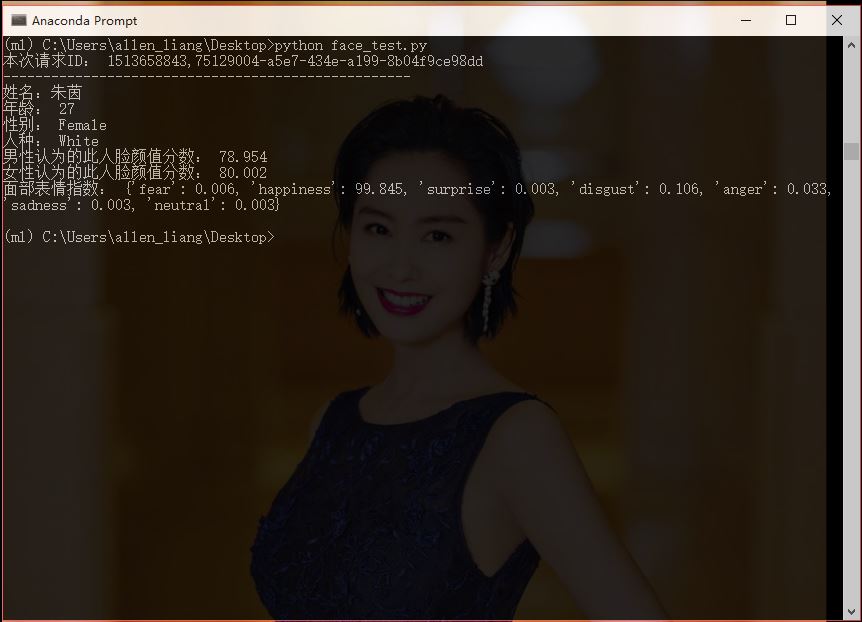 Anaconda Prompt
(ml) C:\Users\allen_liang\Desktop>python face_test.py
本次请求ID： 1513658843,75129004-a5e7-434e-a199-8b04f9ce98dd
---------------------------------------------------
姓名：朱茵
年龄： 27
性别： Female
人种： White
男性认为的此人脸颜值分数： 78.954
女性认为的此人脸颜值分数： 80.002
面部表情指数： {'fear': 0.006, 'happiness': 99.845, 'surprise': 0.003, 'disgust': 0.106, 'anger': 0.033,
'sadness': 0.003, 'neutral': 0.003}
(ml) C:\Users\allen_liang\Desktop>